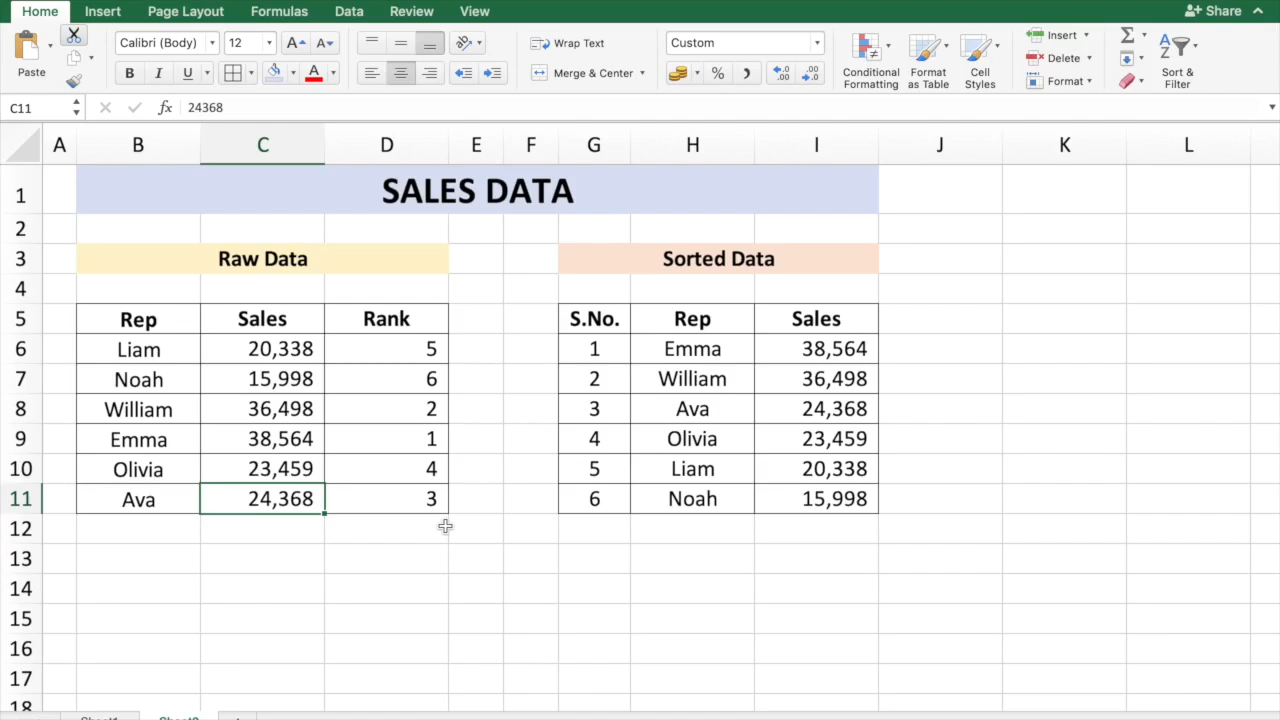 Home Insert Page Layout Formulas Data Review View Share
Calibri (Body) 12 Wrap Text Custom Insert
Delete
Paste B I U A Merge & Center % Conditional Formatting Format as Table Cell Styles Format Sort & Filter
C11 fx 24368
A B C D E F G H I J K L
1 SALES DATA
2
3 Raw Data Sorted Data
4
5 Rep Sales Rank S.No. Rep Sales
6 Liam 20,338 5 1 Emma 38,564
7 Noah 15,998 6 2 William 36,498
8 William 36,498 2 3 Ava 24,368
9 Emma 38,564 1 4 Olivia 23,459
10 Olivia 23,459 4 5 Liam 20,338
11 Ava 24,368 3 6 Noah 15,998
12
13
14
15
16
17
18